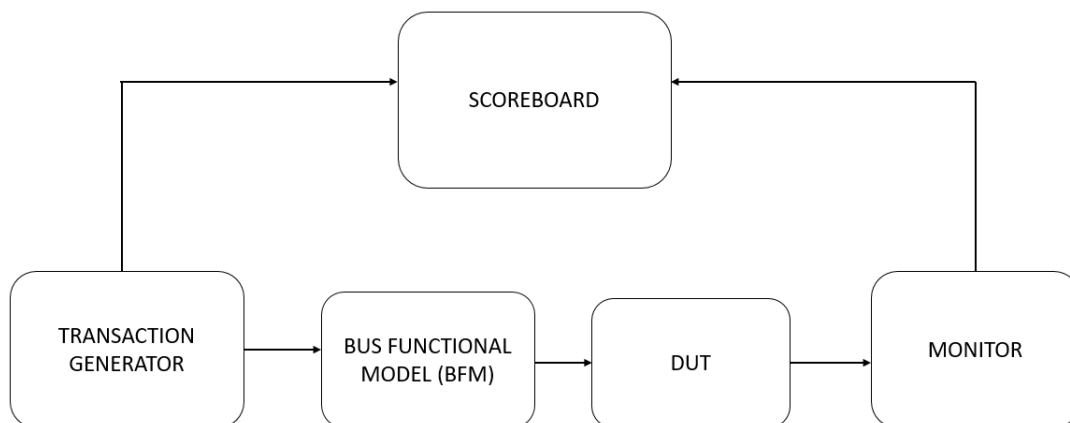 SCOREBOARD
TRANSACTION
GENERATOR
BUS FUNCTIONAL
MODEL (BFM)
DUT
MONITOR